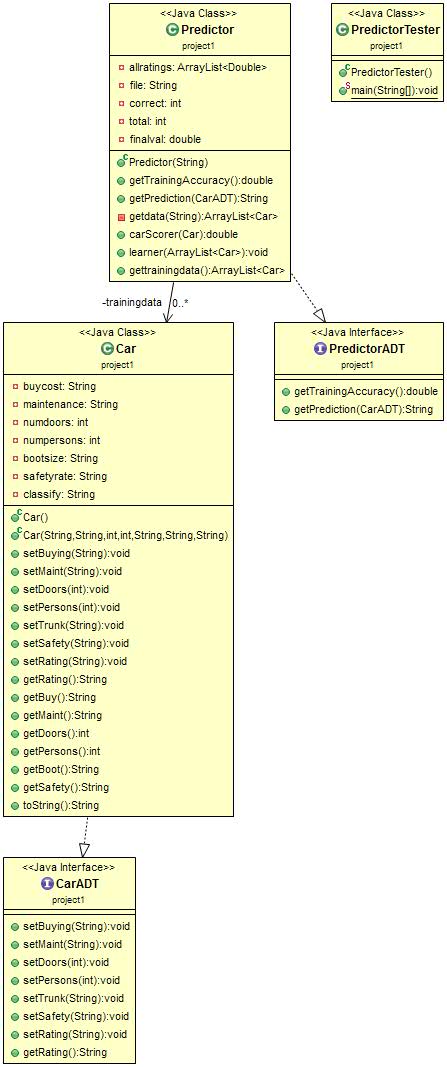 <<Java Class>>
Predictor
project1
allratings: ArrayList<Double>
file: String
correct: int
total: int
finalval: double
Predictor(String)
getTrainingAccuracy():double
getPrediction(CarADT):String
getdata(String):ArrayList<Car>
carScorer(Car):double
learner(ArrayList<Car>):void
gettrainingdata():ArrayList<Car>
<<Java Class>>
PredictorTester
project1
PredictorTester()
main(String[]):void
-trainingdata 0..*
<<Java Class>>
Car
project1
buycost: String
maintenance: String
numdoors: int
numpersons: int
bootsize: String
safetyrate: String
classify: String
Car()
Car(String,String,int,int,String,String,String)
setBuying(String):void
setMaint(String):void
setDoors(int):void
setPersons(int):void
setTrunk(String):void
setSafety(String):void
setRating(String):void
getRating():String
getBuy():String
getMaint():String
getDoors():int
getPersons():int
getBoot():String
getSafety():String
toString():String
<<Java Interface>>
PredictorADT
project1
getTrainingAccuracy():double
getPrediction(CarADT):String
<<Java Interface>>
CarADT
project1
setBuying(String):void
setMaint(String):void
setDoors(int):void
setPersons(int):void
setTrunk(String):void
setSafety(String):void
setRating(String):void
getRating():String